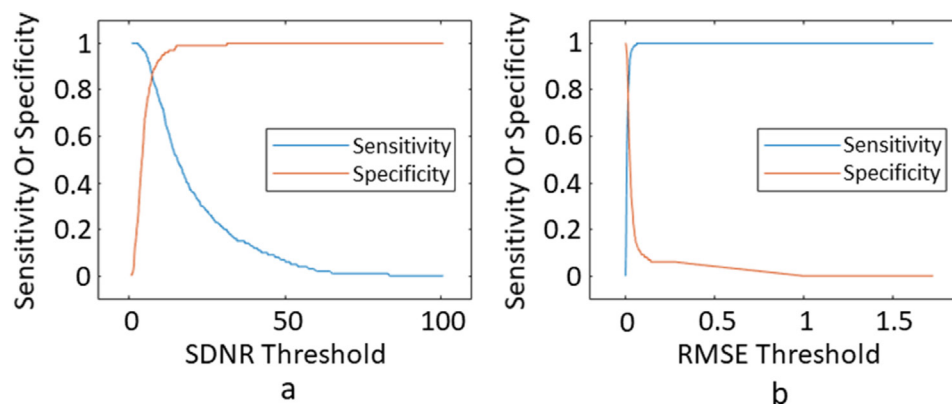 Sensitivity Or Specificity
1
0.8
0.6
0.4
0.2
0
Sensitivity
Specificity
0 50 100
SDNR Threshold
a
Sensitivity Or Specificity
1
0.8
0.6
0.4
0.2
0
Sensitivity
Specificity
0 0.5 1 1.5
RMSE Threshold
b